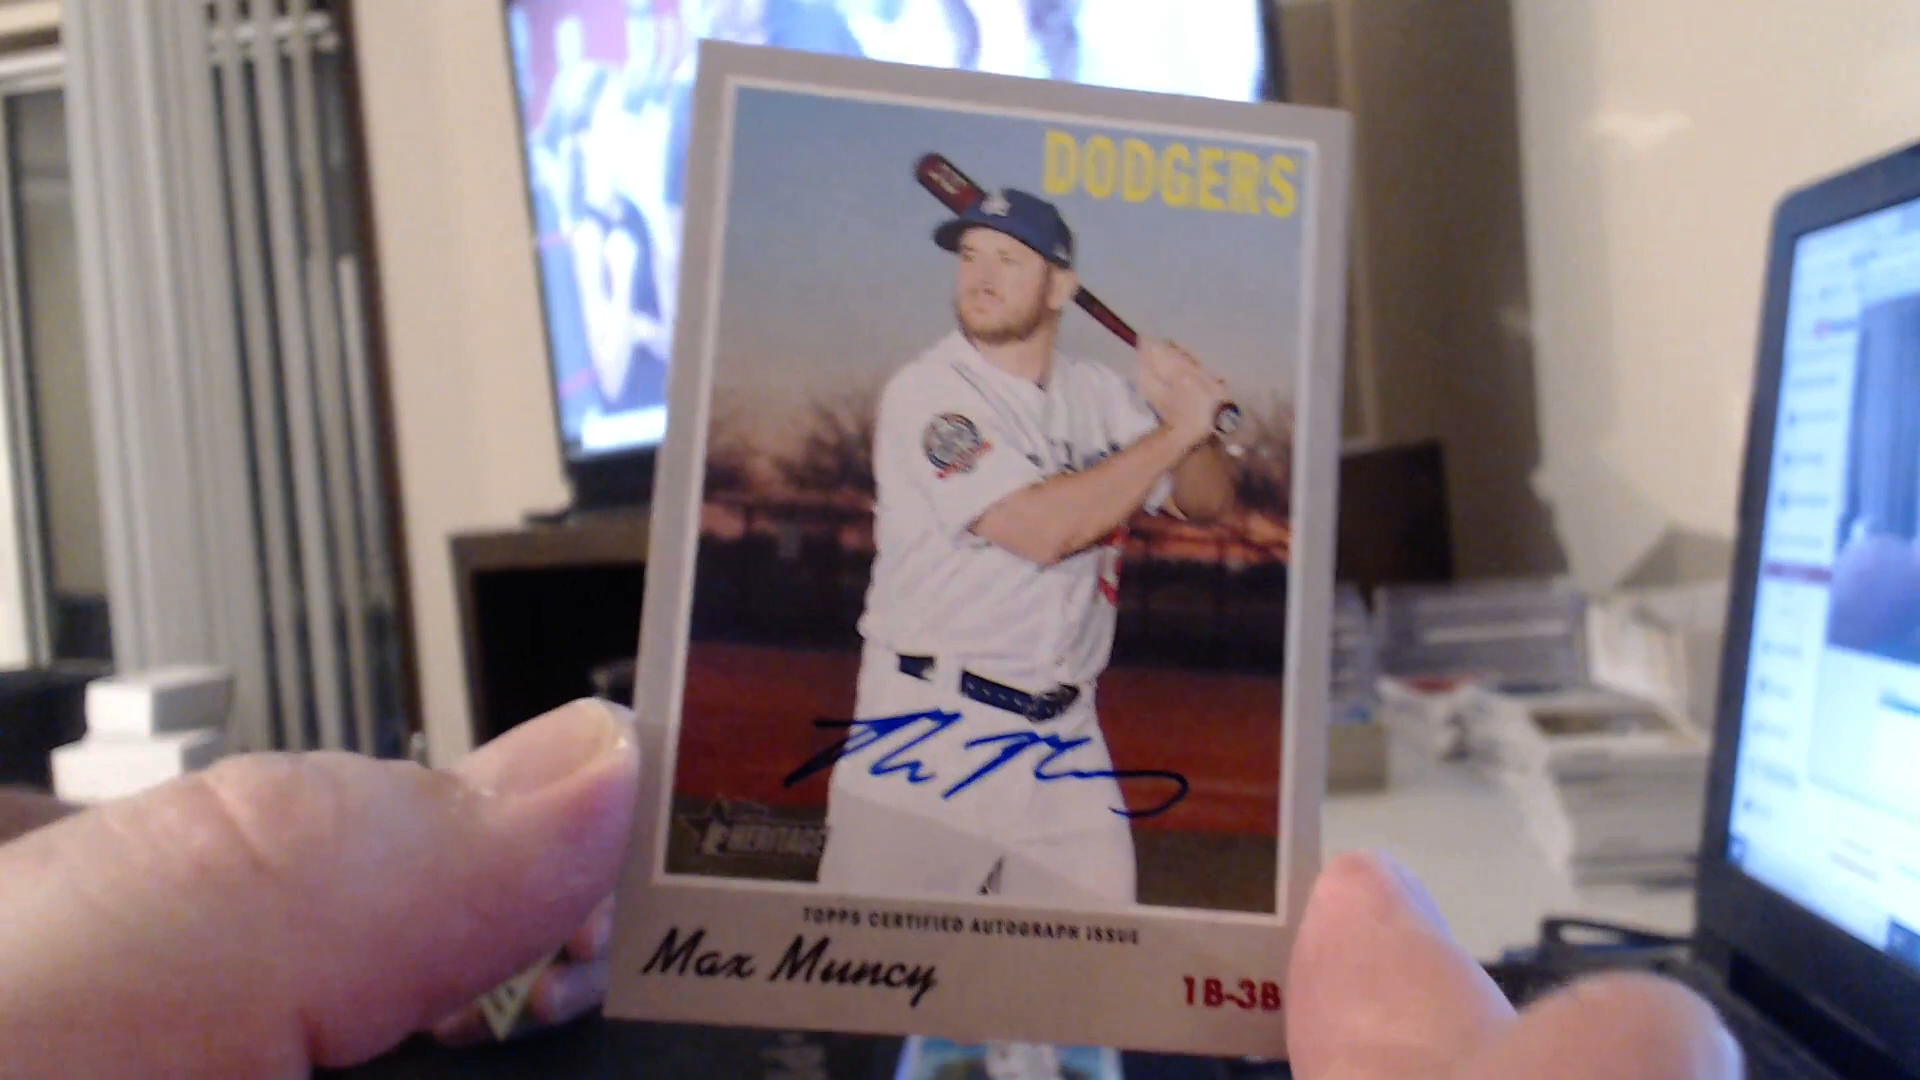 DODGERS
HERITAGE
TOPPS CERTIFIED AUTOGRAPH ISSUE
Max Muncy
1B-3B